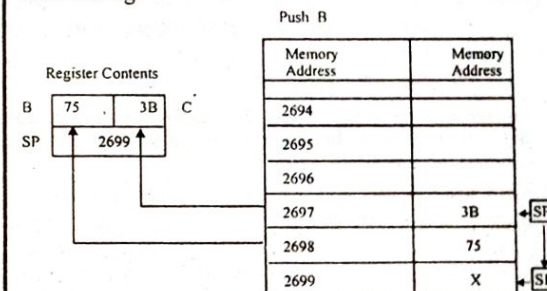 Push B
Memory Address Memory Address
Register Contents
B 75 3B C
SP 2699
2694
2695
2696
2697 3B SP
2698 75
2699 X